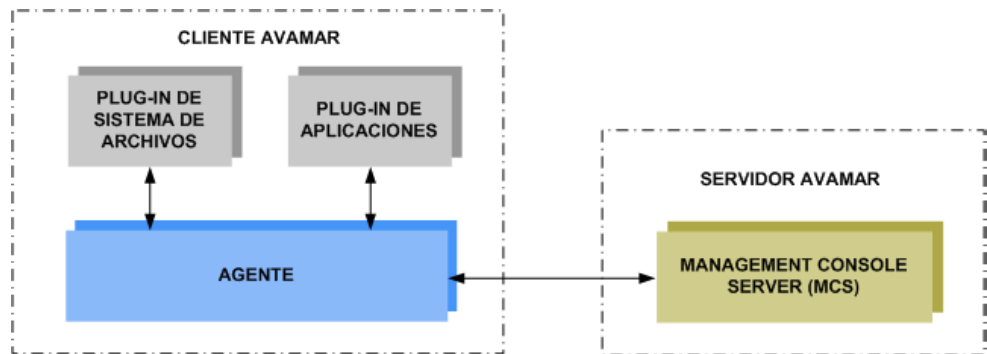 CLIENTE AVAMAR
PLUG-IN DE
SISTEMA DE
ARCHIVOS
PLUG-IN DE
APLICACIONES
AGENTE
SERVIDOR AVAMAR
MANAGEMENT CONSOLE
SERVER (MCS)